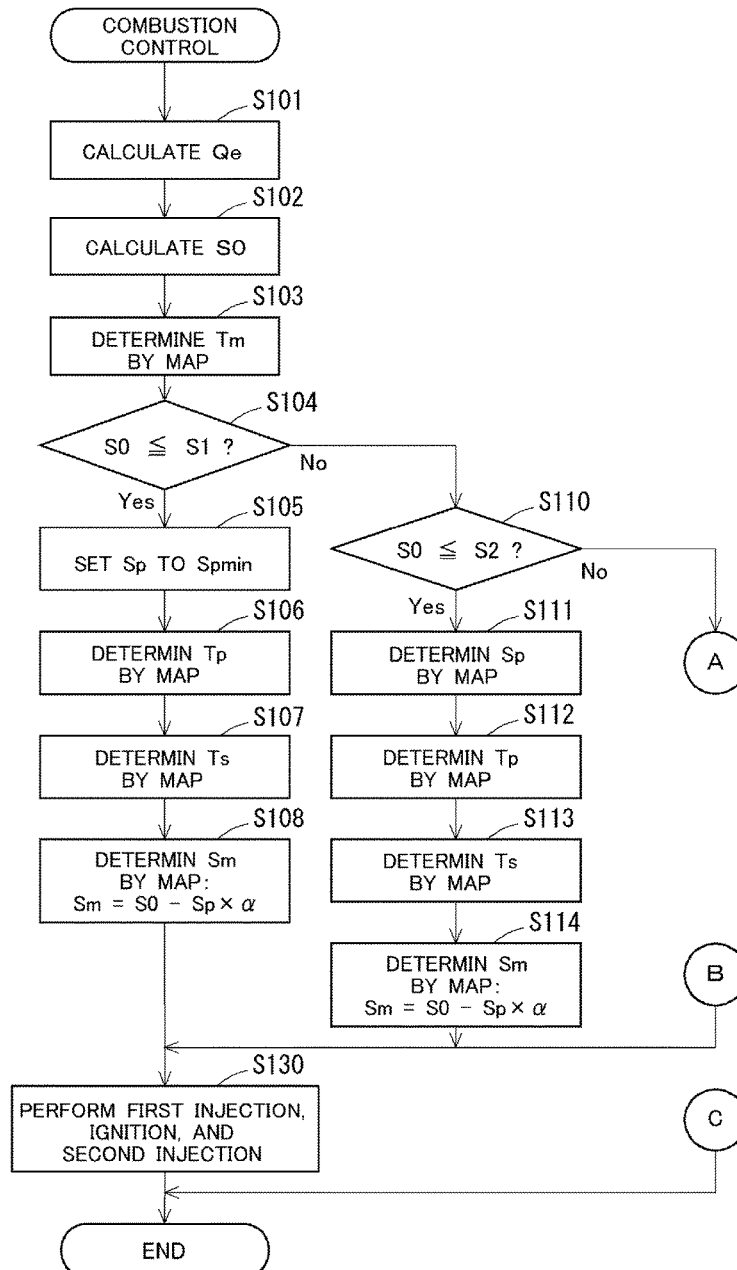 COMBUSTION
CONTROL
S101
CALCULATE Qe
S102
CALCULATE S0
S103
DETERMINE Tm
BY MAP
S104
S0 ≦ S1 ?
No
Yes
S105
SET Sp TO Spmin
S106
DETERMIN Tp
BY MAP
S107
DETERMIN Ts
BY MAP
S108
DETERMIN Sm
BY MAP:
Sm = S0 - Sp × α
S110
S0 ≦ S2 ?
No
Yes
A
S111
DETERMIN Sp
BY MAP
S112
DETERMIN Tp
BY MAP
S113
DETERMIN Ts
BY MAP
S114
DETERMIN Sm
BY MAP:
Sm = S0 - Sp × α
B
S130
PERFORM FIRST INJECTION,
IGNITION, AND
SECOND INJECTION
C
END